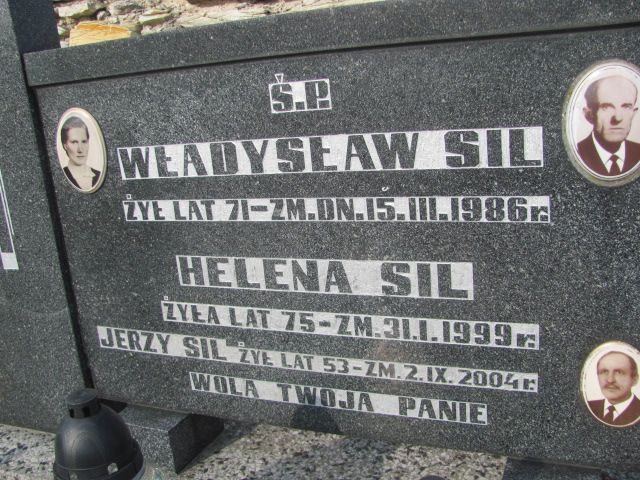 Ś.P.
WŁADYSŁAW SIL
ŻYŁ LAT 71-ZM.DN.15.III.1986r.
HELENA SIL
ŻYŁA LAT 75-ZM.31.I.1999r.
JERZY SIL ŻYŁ LAT 53-ZM.2.IX.2004r.
WOLA TWOJA PANIE